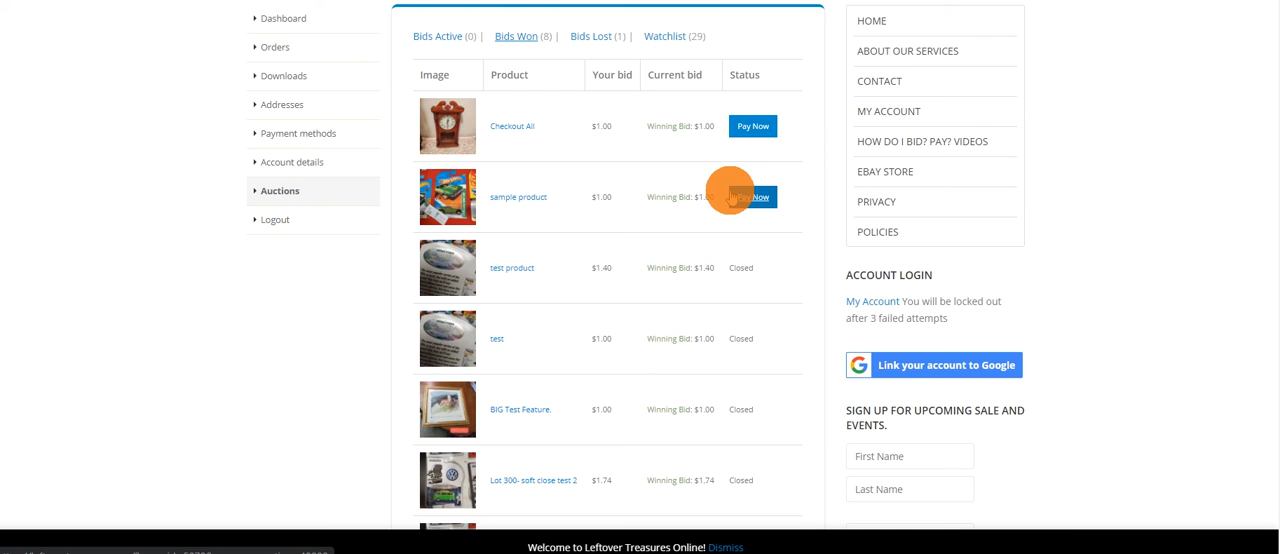 Dashboard
Orders
Downloads
Addresses
Payment methods
Account details
Auctions
Logout
Bids Active (0) | Bids Won (8) | Bids Lost (1) | Watchlist (29)
Image Product Your bid Current bid Status
Checkout All $1.00 Winning Bid: $1.00 Pay Now
sample product $1.00 Winning Bid: Now
test product $1.40 Winning Bid: $1.40 Closed
test $1.00 Winning Bid: $1.00 Closed
BIG Test Feature. $1.00 Winning Bid: $1.00 Closed
Lot 300- soft close test 2 $1.74 Winning Bid: $1.74 Closed
HOME
ABOUT OUR SERVICES
CONTACT
MY ACCOUNT
HOW DO I BID? PAY? VIDEOS
EBAY STORE
PRIVACY
POLICIES
ACCOUNT LOGIN
My Account You will be locked out
after 3 failed attempts
G Link your account to Google
SIGN UP FOR UPCOMING SALE AND
EVENTS.
First Name
Last Name
Welcome to Leftover Treasures Online! Dismiss